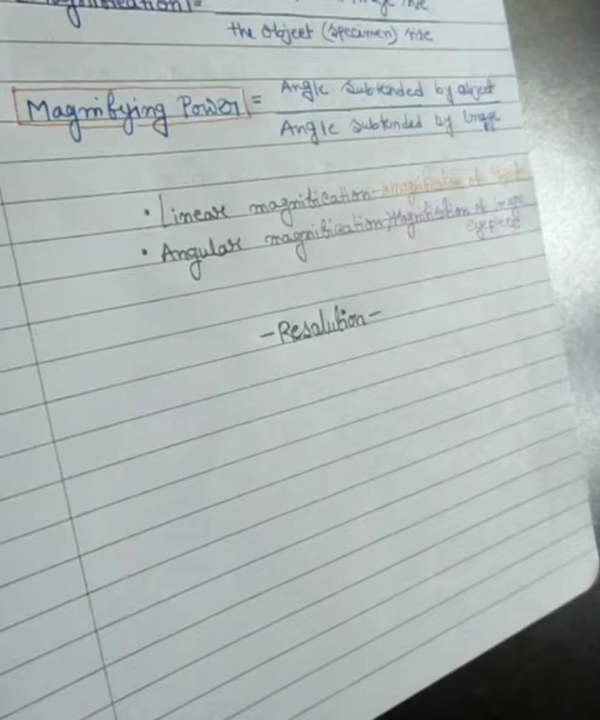 the Object (specimen) size
Magnifying Power = Angle subtended by object
Angle subtended by Image
• Linear magnification - magnification of
• Angular magnification - Magnification of image
eyepiece
- Resalution -